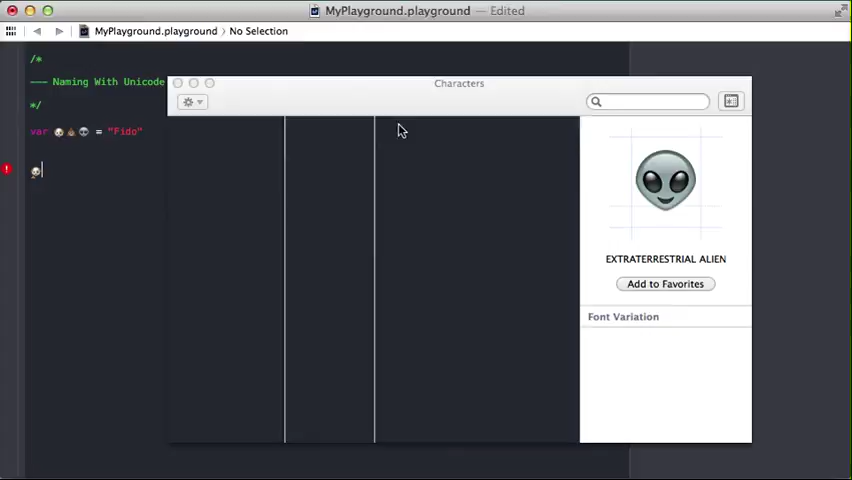 MyPlayground.playground — Edited
MyPlayground.playground > No Selection
/*
--- Naming With Unicode
*/
var 🐶💩👽 = "Fido"
🐶
Characters
EXTRATERRESTRIAL ALIEN
Add to Favorites
Font Variation